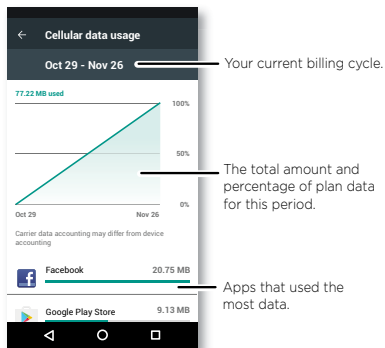 Cellular data usage
Oct 29 - Nov 26
Your current billing cycle.
77.22 MB used
100%
50%
The total amount and
percentage of plan data
for this period.
0%
Oct 29
Nov 26
Carrier data accounting may differ from device
accounting
Facebook
20.75 MB
Apps that used the
most data.
Google Play Store
9.13 MB